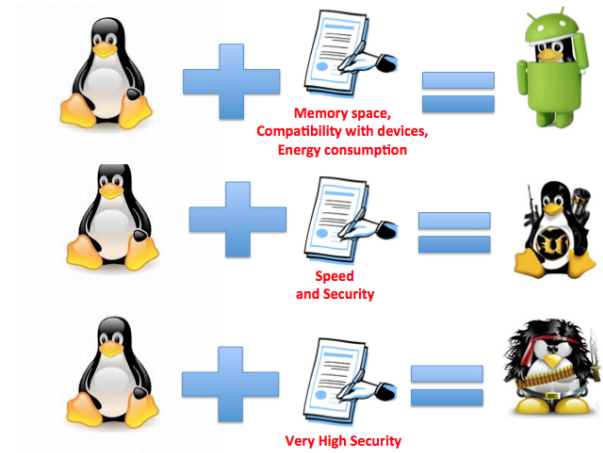 Memory space,
Compatibility with devices,
Energy consumption
Speed
and Security
Very High Security